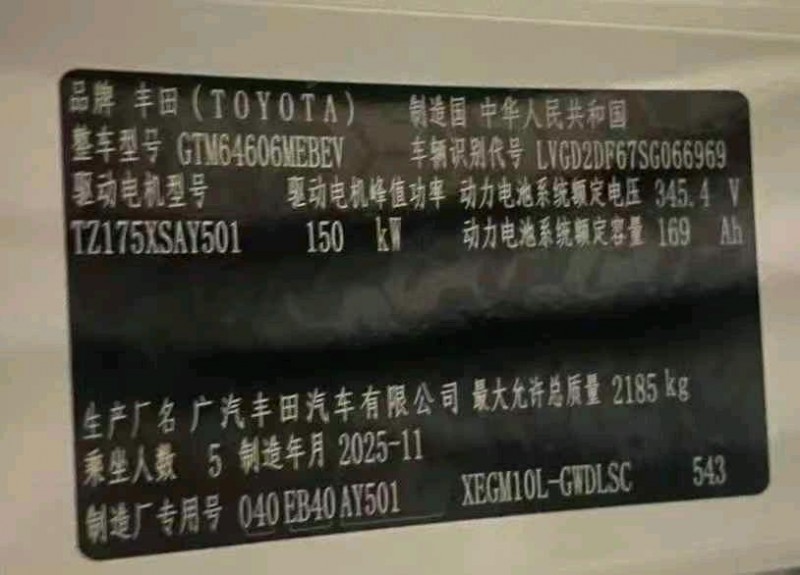 品牌 丰田(TOYOTA) 制造国 中华人民共和国
整车型号 GTM64606MEBEV 车辆识别代号 LVGD2DF67SG066969
驱动电机型号 驱动电机峰值功率 动力电池系统额定电压 345.4 V
TZ175XSAY501 150 kW 动力电池系统额定容量 169 Ah
生产厂名 广汽丰田汽车有限公司 最大允许总质量 2185 kg
乘坐人数 5 制造年月 2025-11
制造厂专用号 040 EB40 AY501 XEGM10L-GWDLSC 543